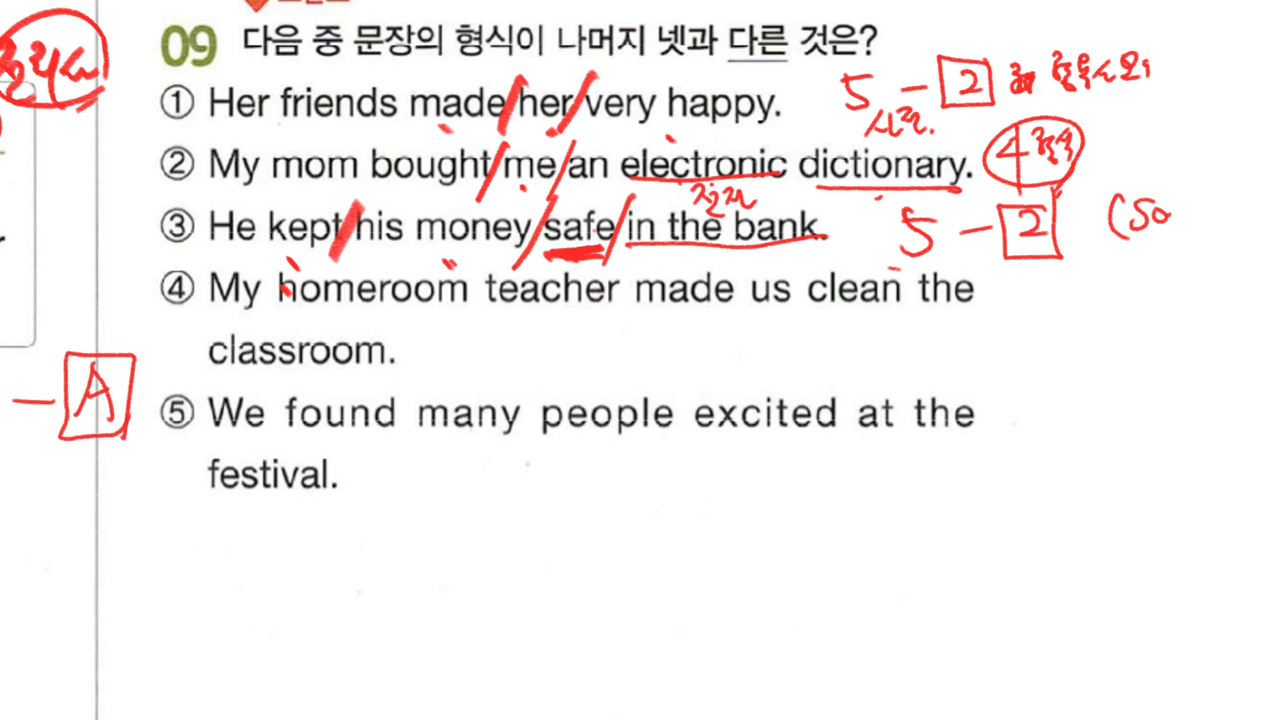 09 다음 중 문장의 형식이 나머지 넷과 다른 것은?
① Her friends made / her / very happy.
5 - 2
② My mom bought / me / an electronic dictionary.
4형식
③ He kept / his money / safe / in the bank.
5 - 2
④ My homeroom teacher made us clean the
classroom.
A
⑤ We found many people excited at the
festival.